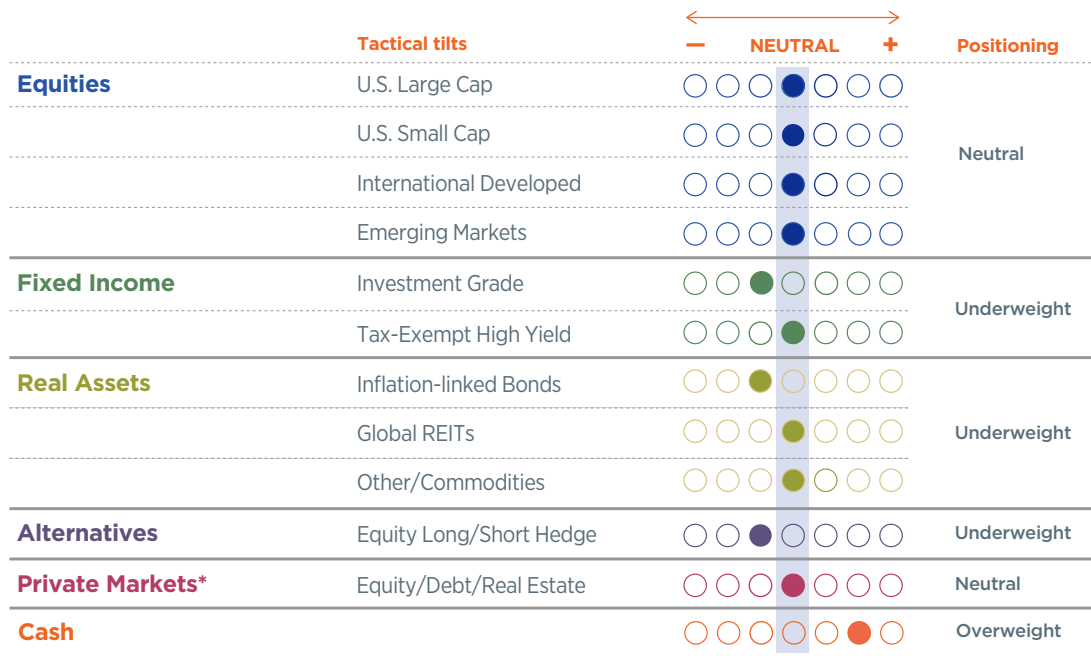 Tactical tilts − NEUTRAL + Positioning
Equities U.S. Large Cap
U.S. Small Cap
Neutral
International Developed
Emerging Markets
Fixed Income Investment Grade
Underweight
Tax-Exempt High Yield
Real Assets Inflation-linked Bonds
Global REITs Underweight
Other/Commodities
Alternatives Equity Long/Short Hedge Underweight
Private Markets* Equity/Debt/Real Estate Neutral
Cash Overweight